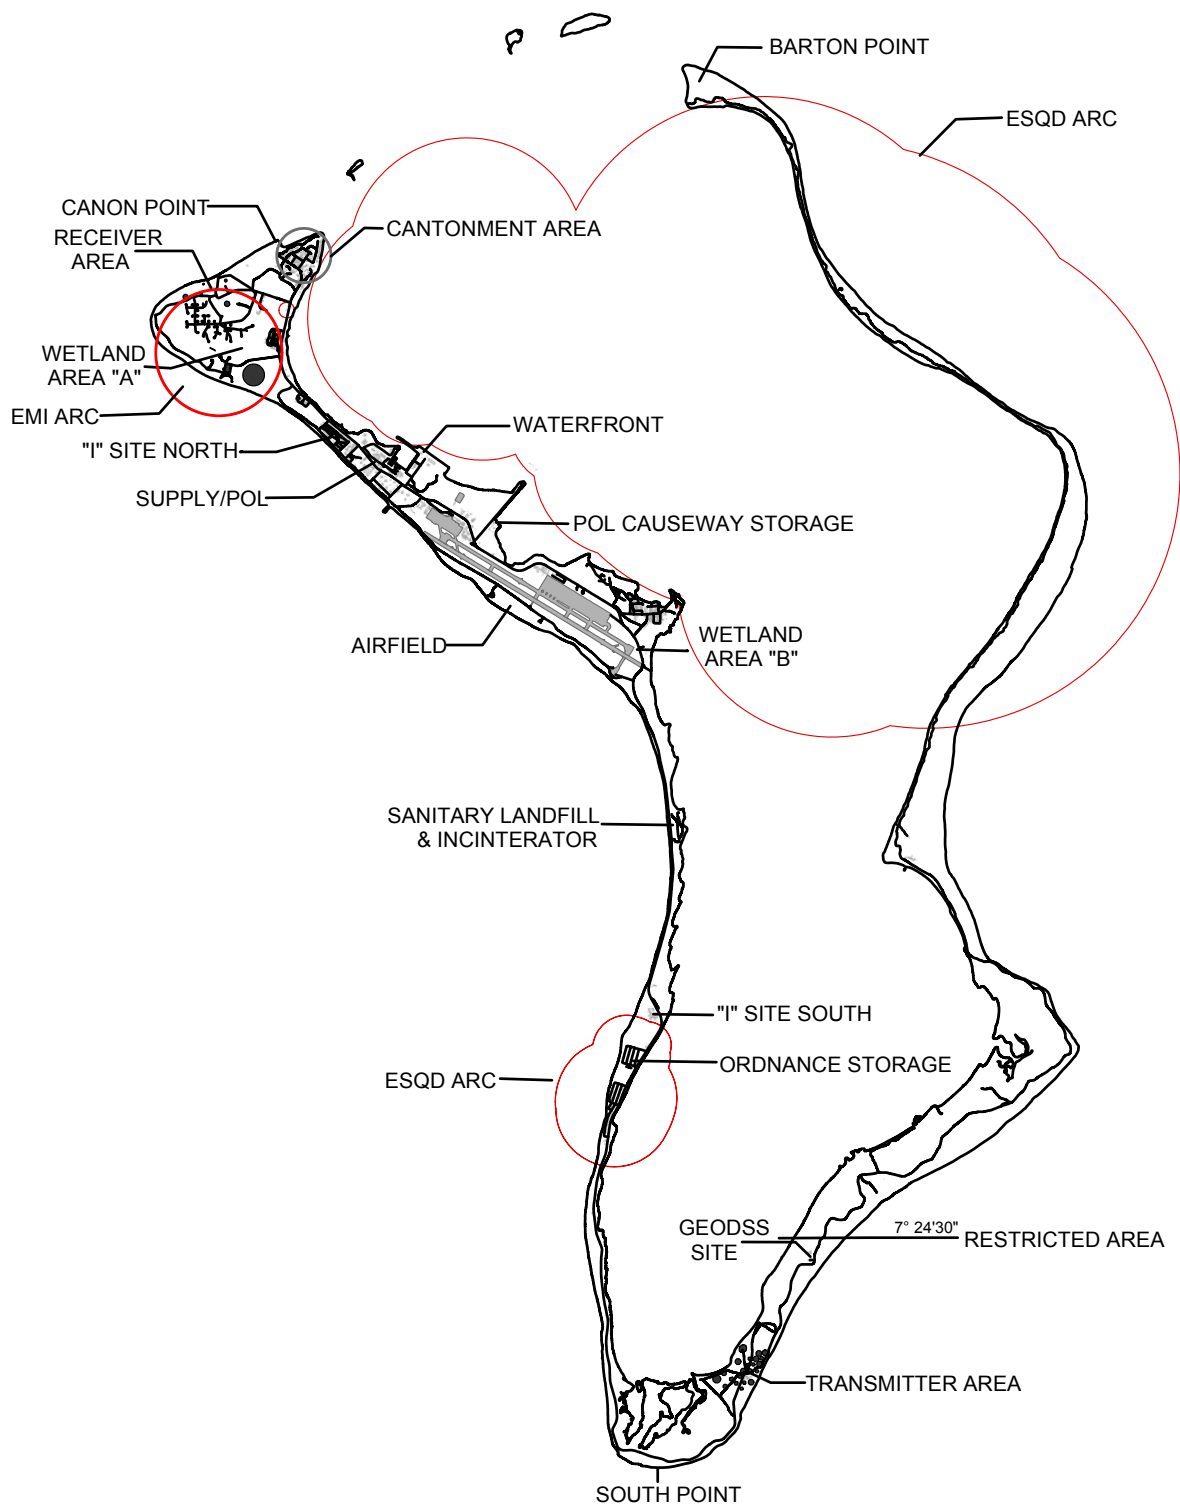 BARTON POINT
ESQD ARC
CANON POINT
CANTONMENT AREA
RECEIVER
AREA
WETLAND
AREA "A"
EMI ARC
WATERFRONT
"I" SITE NORTH
SUPPLY/POL
POL CAUSEWAY STORAGE
AIRFIELD
WETLAND
AREA "B"
SANITARY LANDFILL
& INCINTERATOR
"I" SITE SOUTH
ORDNANCE STORAGE
ESQD ARC
GEODSS
SITE
7° 24'30"
RESTRICTED AREA
TRANSMITTER AREA
SOUTH POINT